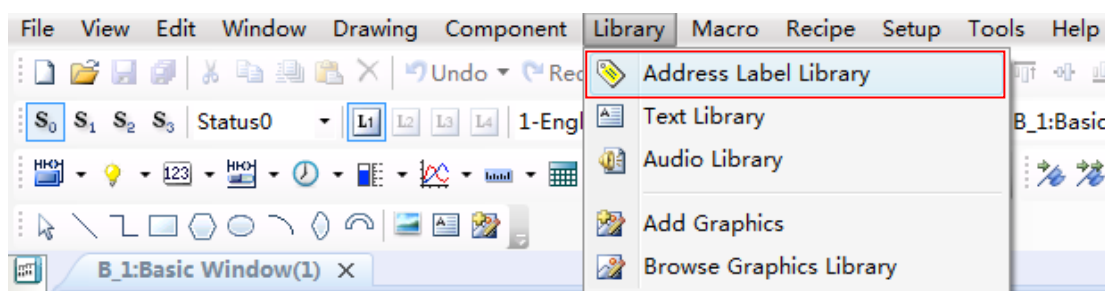 File View Edit Window Drawing Component Library Macro Recipe Setup Tools Help
Undo Rec Address Label Library
S0 S1 S2 S3 Status0 L1 L2 L3 L4 1-Engl Text Library B_1:Basic
Audio Library
123
Add Graphics
B_1:Basic Window(1) Browse Graphics Library